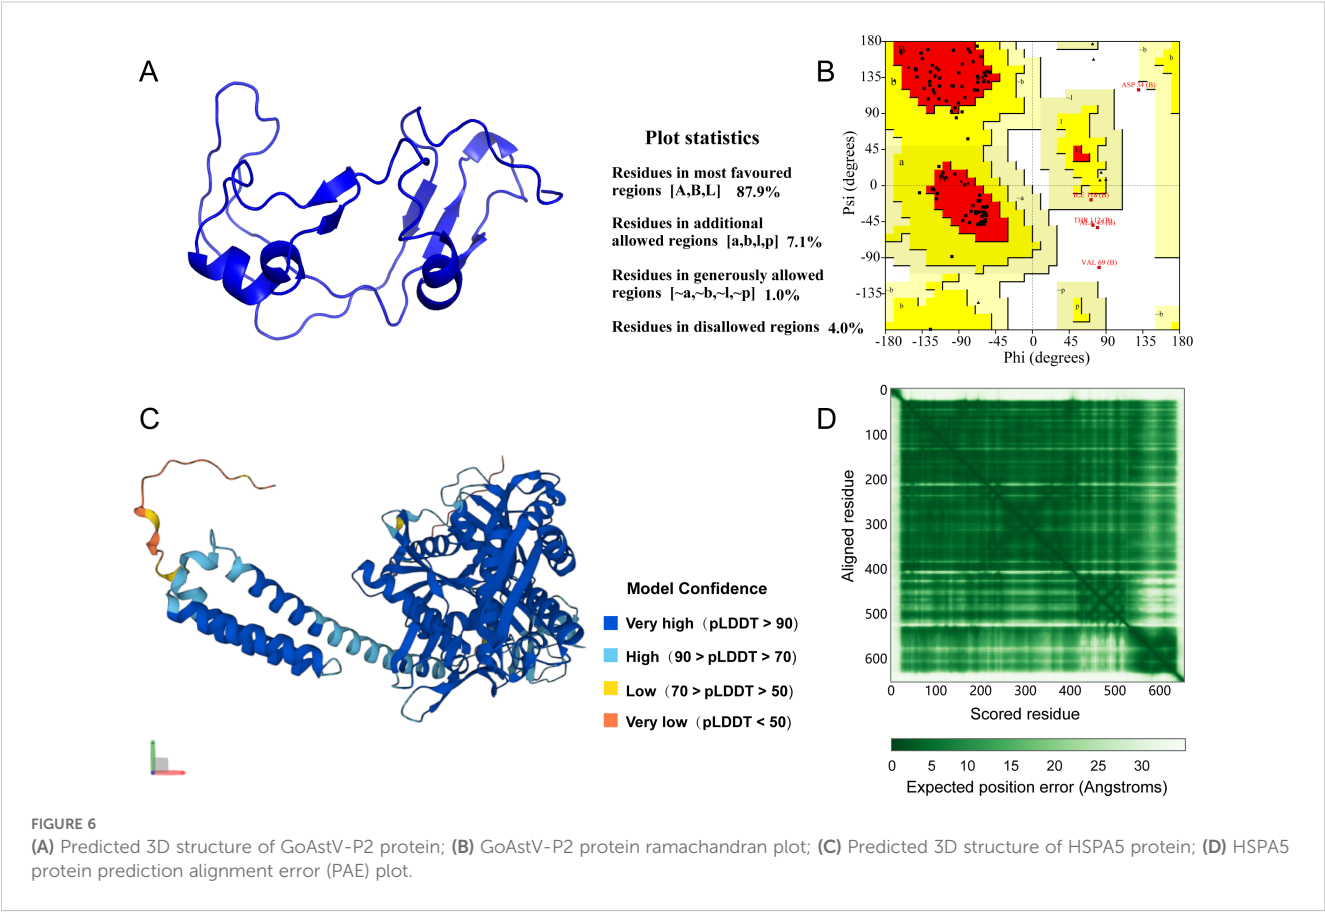 A
Plot statistics
Residues in most favoured
regions [A,B,L] 87.9%
Residues in additional
allowed regions [a,b,l,p] 7.1%
Residues in generously allowed
regions [~a,~b,~l,~p] 1.0%
Residues in disallowed regions 4.0%
B
Psi (degrees)
180
135
90
45
0
-45
-90
-135
-180 -135 -90 -45 0 45 90 135 180
Phi (degrees)
b
~b
~b
b
ASP 34 (B)
~l
l
a
~a
VAL 69 (B)
b
~b
~p
p
~b
C
Model Confidence
Very high (pLDDT > 90)
High (90 > pLDDT > 70)
Low (70 > pLDDT > 50)
Very low (pLDDT < 50)
D
Aligned residue
0
100
200
300
400
500
600
0 100 200 300 400 500 600
Scored residue
0 5 10 15 20 25 30
Expected position error (Angstroms)
FIGURE 6
(A) Predicted 3D structure of GoAstV-P2 protein; (B) GoAstV-P2 protein ramachandran plot; (C) Predicted 3D structure of HSPA5 protein; (D) HSPA5
protein prediction alignment error (PAE) plot.